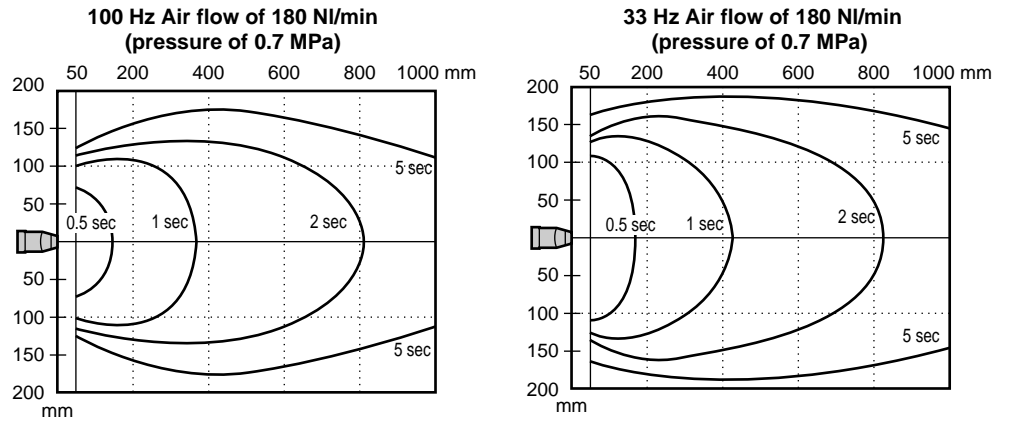 100 Hz Air flow of 180 Nl/min
(pressure of 0.7 MPa)
50 200 400 600 800 1000 mm
200
150
100
50
50
100
150
200
mm
0.5 sec
1 sec
2 sec
5 sec
5 sec
33 Hz Air flow of 180 Nl/min
(pressure of 0.7 MPa)
50 200 400 600 800 1000 mm
200
150
100
50
50
100
150
200
mm
0.5 sec
1 sec
2 sec
5 sec
5 sec